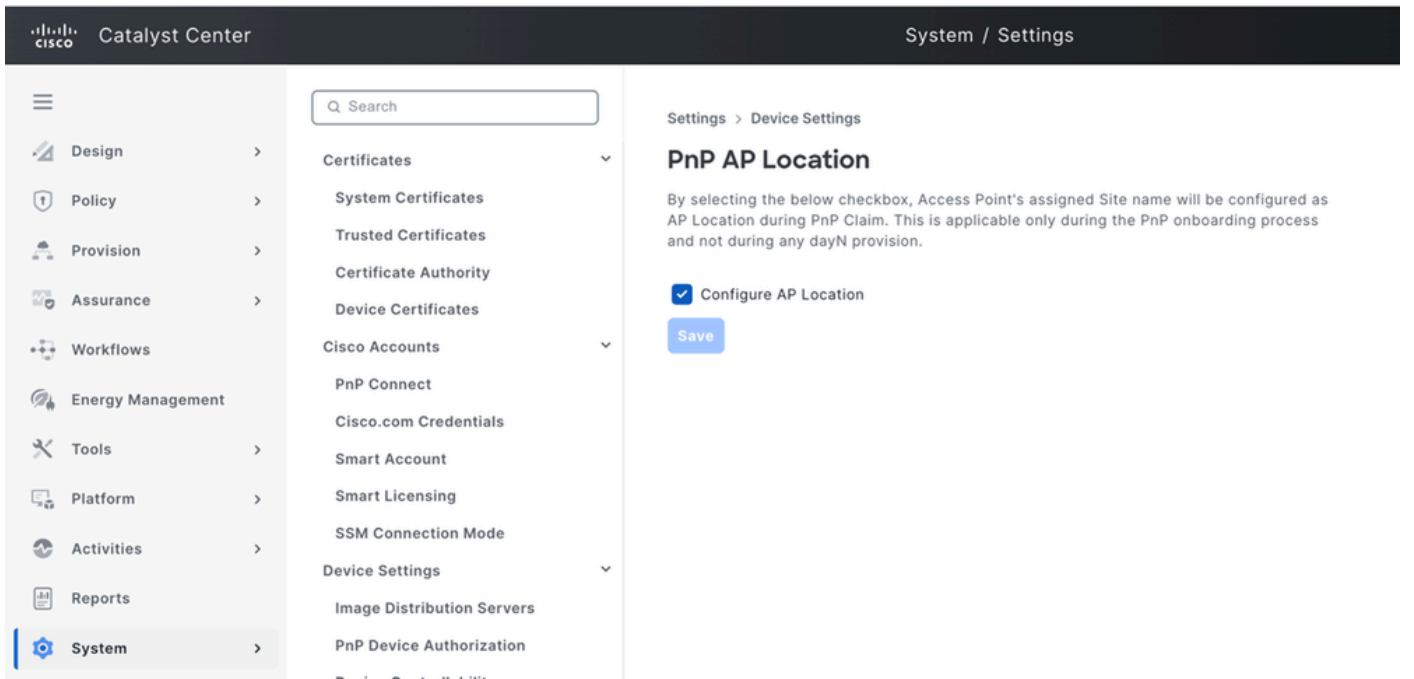 CISCO Catalyst Center
System / Settings
Design
Policy
Provision
Assurance
Workflows
Energy Management
Tools
Platform
Activities
Reports
System
Search
Certificates
System Certificates
Trusted Certificates
Certificate Authority
Device Certificates
Cisco Accounts
PnP Connect
Cisco.com Credentials
Smart Account
Smart Licensing
SSM Connection Mode
Device Settings
Image Distribution Servers
PnP Device Authorization
Settings > Device Settings
PnP AP Location
By selecting the below checkbox, Access Point's assigned Site name will be configured as
AP Location during PnP Claim. This is applicable only during the PnP onboarding process
and not during any dayN provision.
Configure AP Location
Save